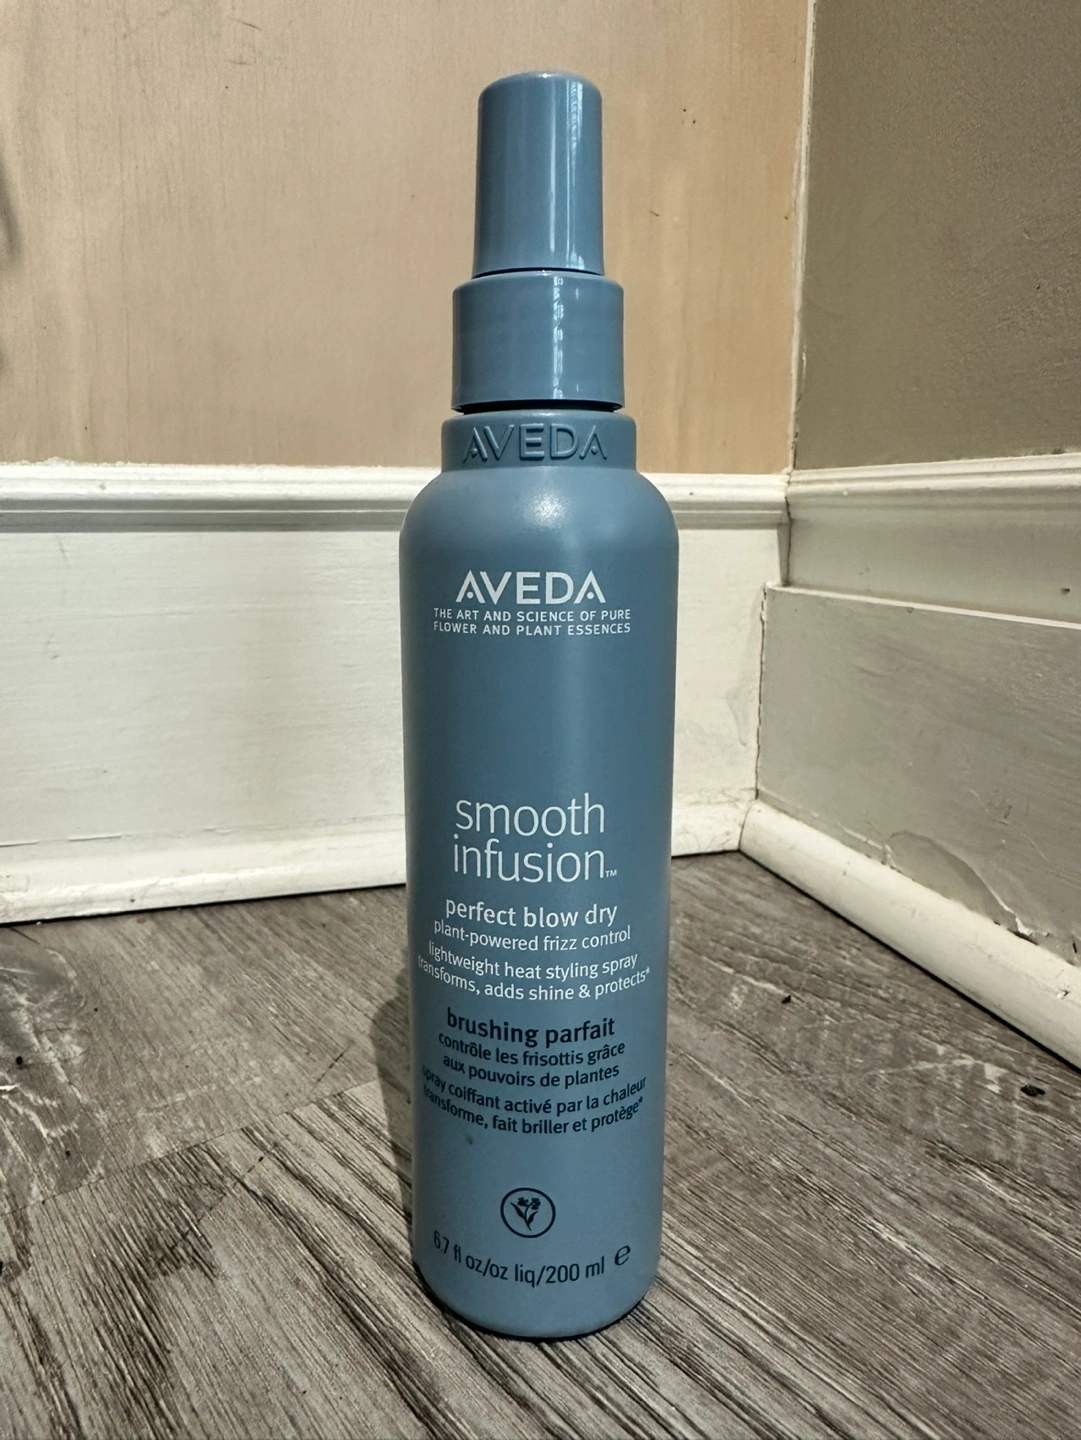 AVEDA
AVEDA
THE ART AND SCIENCE OF PURE
FLOWER AND PLANT ESSENCES
smooth
infusion™
perfect blow dry
plant-powered frizz control
lightweight heat styling spray
transforms, adds shine & protects*
brushing parfait
contrôle les frisottis grâce
aux pouvoirs de plantes
spray coiffant activé par la chaleur
transforme, fait briller et protège*
6.7 fl oz/oz liq/200 ml ℮